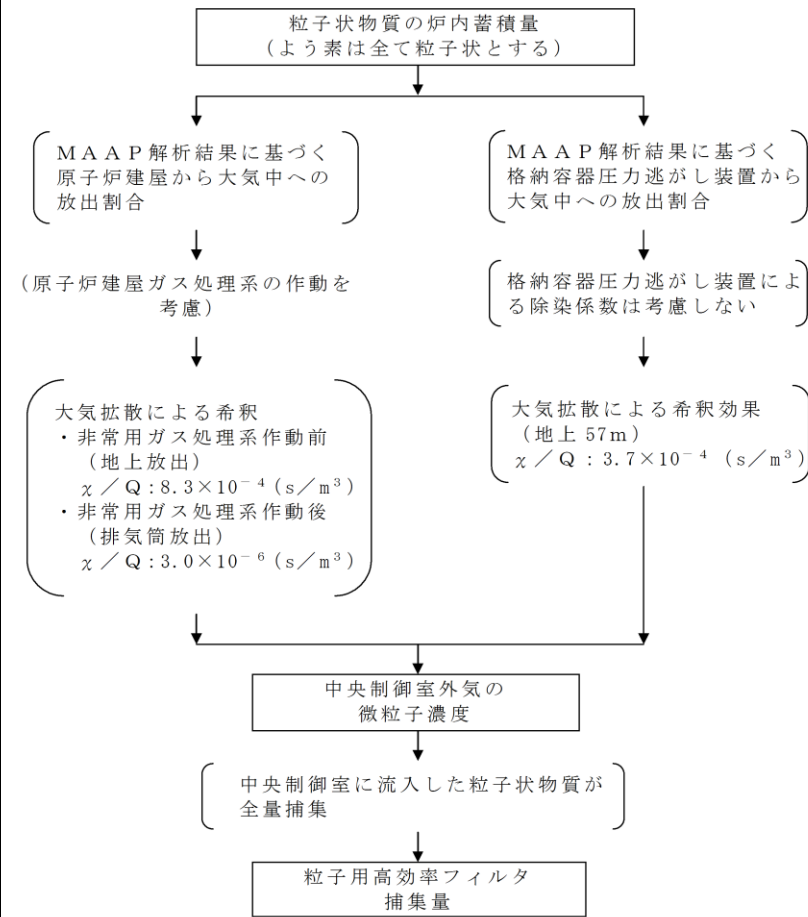 粒子状物質の炉内蓄積量
(よう素は全て粒子状とする)
MAAP解析結果に基づく
原子炉建屋から大気中への
放出割合
(原子炉建屋ガス処理系の作動を
考慮)
大気拡散による希釈
・非常用ガス処理系作動前
(地上放出)
χ/Q:8.3×10⁻⁴(s/m³)
・非常用ガス処理系作動後
(排気筒放出)
χ/Q:3.0×10⁻⁶(s/m³)
MAAP解析結果に基づく
格納容器圧力逃がし装置から
大気中への放出割合
格納容器圧力逃がし装置によ
る除染係数は考慮しない
大気拡散による希釈効果
(地上57m)
χ/Q:3.7×10⁻⁴ (s/m³)
中央制御室外気の
微粒子濃度
中央制御室に流入した粒子状物質が
全量捕集
粒子用高効率フィルタ
捕集量